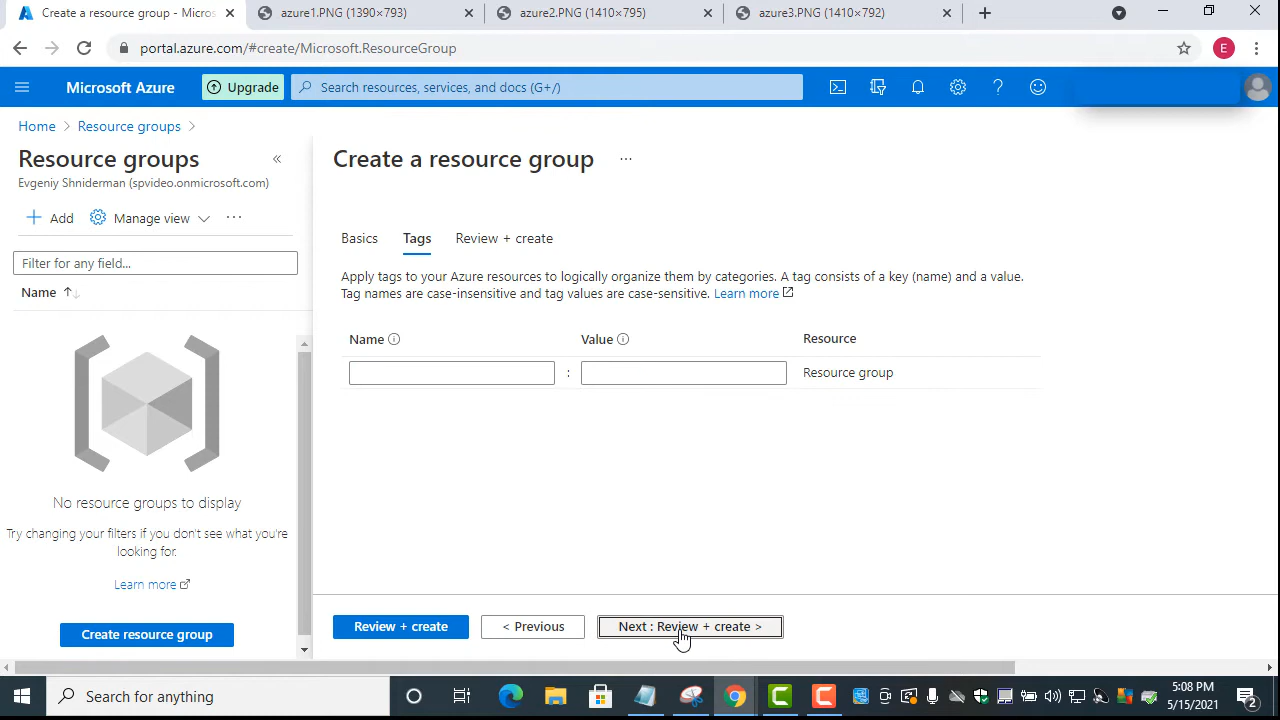 Create a resource group - Micros
azure1.PNG (1390×793)
azure2.PNG (1410×795)
azure3.PNG (1410×792)
portal.azure.com/#create/Microsoft.ResourceGroup
E
Microsoft Azure
Upgrade
Search resources, services, and docs (G+/)
Home > Resource groups >
Resource groups
Evgeniy Shniderman (spvideo.onmicrosoft.com)
Add
Manage view
Filter for any field...
Name
No resource groups to display
Try changing your filters if you don't see what you're
looking for.
Learn more
Create resource group
Create a resource group
Basics
Tags
Review + create
Apply tags to your Azure resources to logically organize them by categories. A tag consists of a key (name) and a value.
Tag names are case-insensitive and tag values are case-sensitive. Learn more
Name
Value
Resource
:
Resource group
Review + create
< Previous
Next : Review + create >
Search for anything
5:08 PM
5/15/2021
2